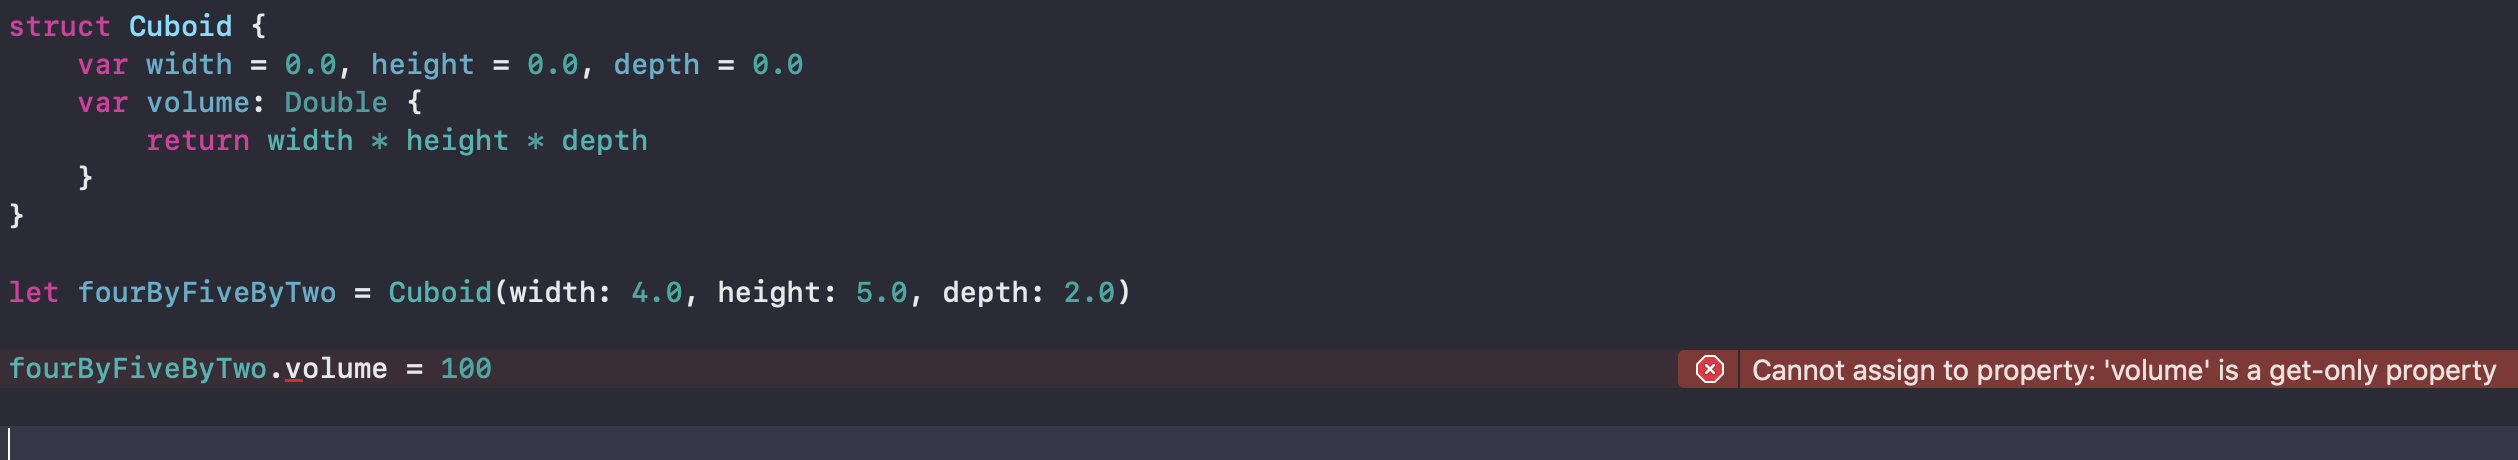 struct Cuboid {
    var width = 0.0, height = 0.0, depth = 0.0
    var volume: Double {
        return width * height * depth
    }
}
let fourByFiveByTwo = Cuboid(width: 4.0, height: 5.0, depth: 2.0)
fourByFiveByTwo.volume = 100
Cannot assign to property: 'volume' is a get-only property